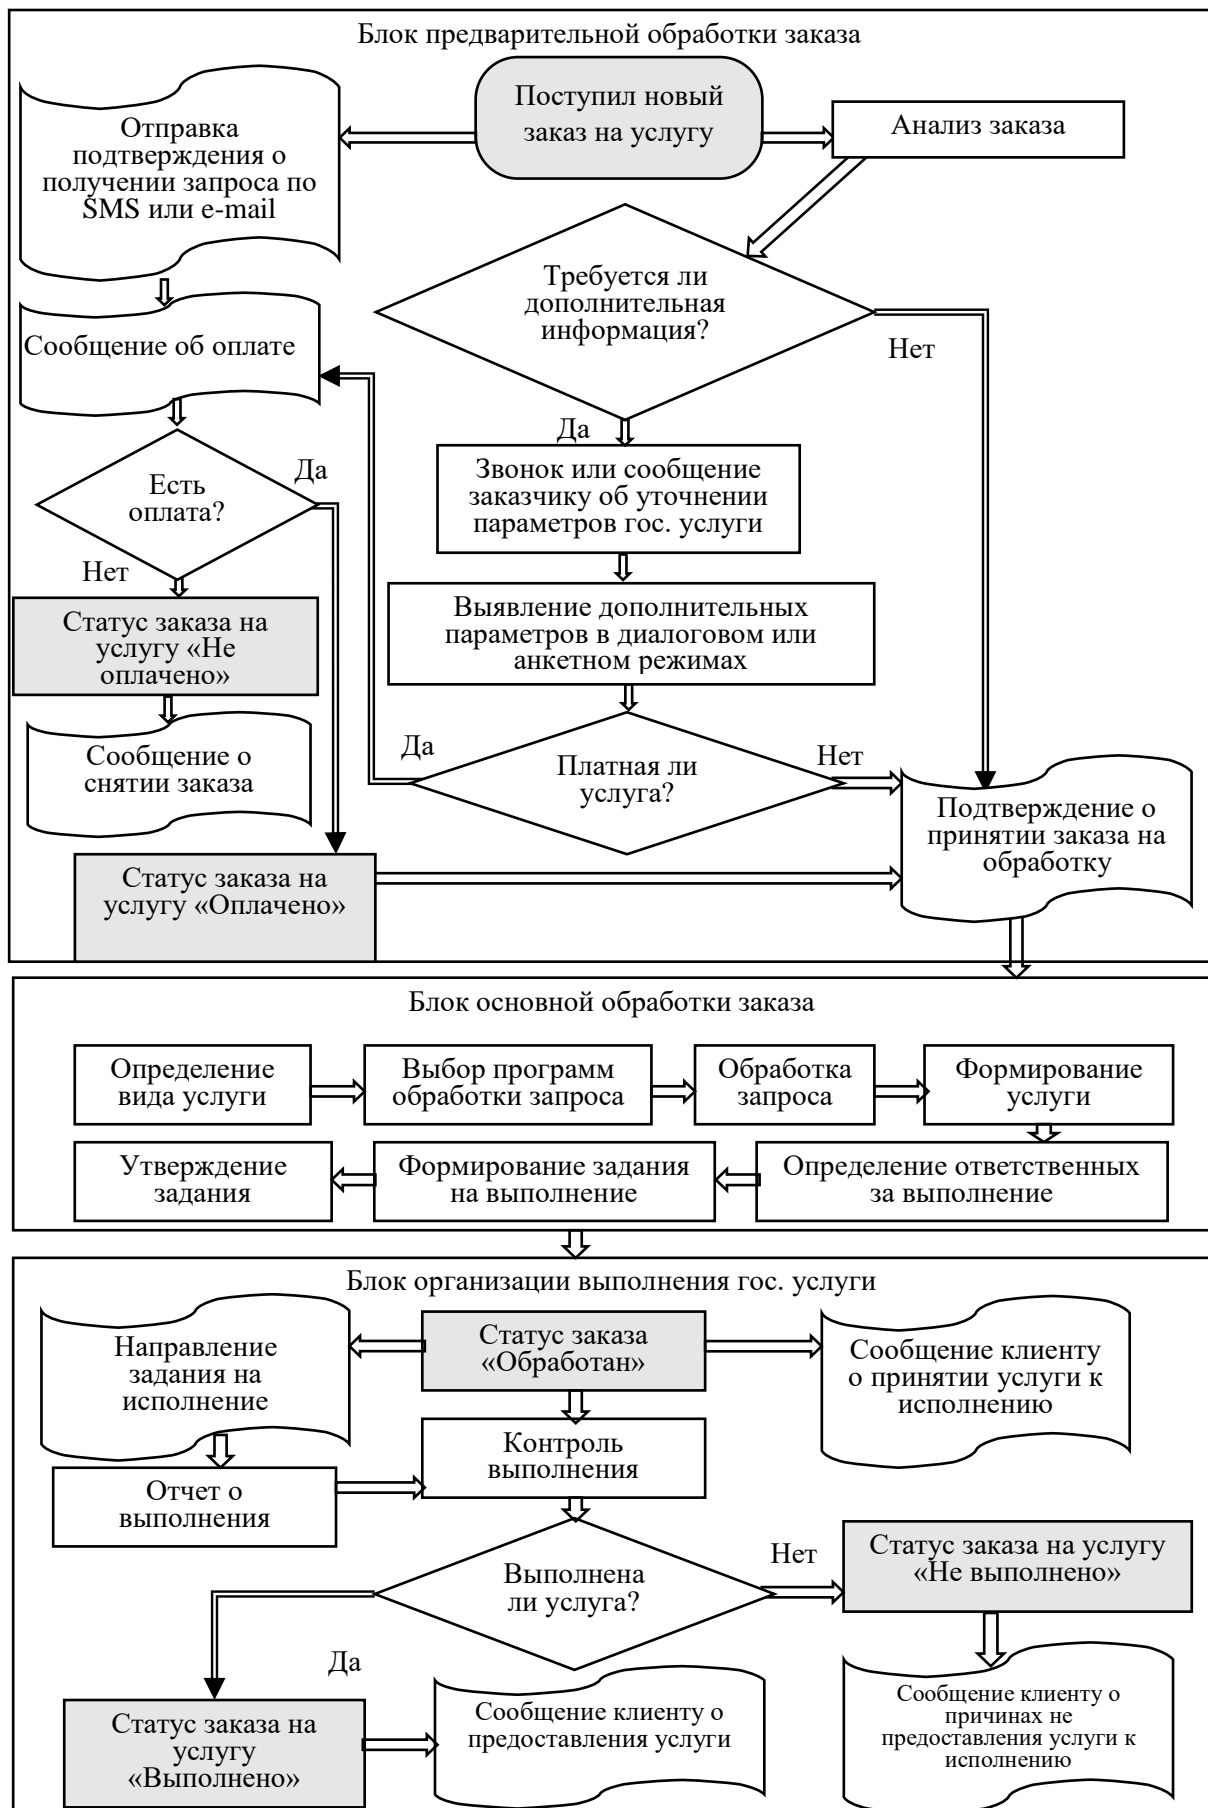 Блок предварительной обработки заказа
Поступил новый
заказ на услугу
Анализ заказа
Отправка
подтверждения о
получении запроса по
SMS или e-mail
Требуется ли
дополнительная
информация?
Сообщение об оплате
Нет
Да
Есть
оплата?
Да
Звонок или сообщение
заказчику об уточнении
параметров гос. услуги
Нет
Статус заказа на
услугу «Не
оплачено»
Выявление дополнительных
параметров в диалоговом или
анкетном режимах
Сообщение о
снятии заказа
Да
Платная ли
услуга?
Нет
Подтверждение о
принятии заказа на
обработку
Статус заказа на
услугу «Оплачено»
Блок основной обработки заказа
Определение
вида услуги
Выбор программ
обработки запроса
Обработка
запроса
Формирование
услуги
Утверждение
задания
Формирование задания
на выполнение
Определение ответственных
за выполнение
Блок организации выполнения гос. услуги
Направление
задания на
исполнение
Статус заказа
«Обработан»
Сообщение клиенту
о принятии услуги к
исполнению
Контроль
выполнения
Отчет о
выполнения
Выполнена
ли услуга?
Нет
Статус заказа на услугу
«Не выполнено»
Да
Статус заказа на
услугу
«Выполнено»
Сообщение клиенту о
предоставления услуги
Сообщение клиенту о
причинах не
предоставления услуги к
исполнению